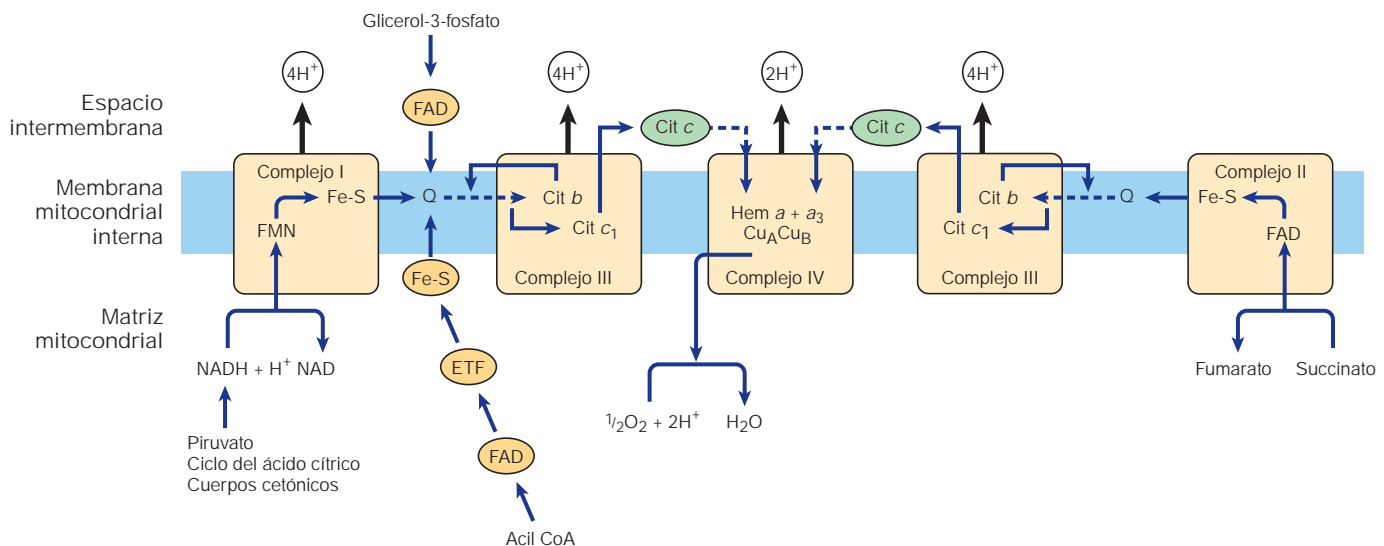 Glicerol-3-fosfato
4H+
4H+
2H+
4H+
Espacio
intermembrana
FAD
Cit c
Cit c
Membrana
mitocondrial
interna
Complejo I
Fe-S
FMN
Q
Cit b
Cit c1
Complejo III
Hem a + a3
CuACuB
Complejo IV
Cit b
Cit c1
Complejo III
Q
Complejo II
Fe-S
FAD
Fe-S
Matriz
mitocondrial
NADH + H+ NAD
ETF
Fumarato
Succinato
1/2O2 + 2H+
H2O
Piruvato
Ciclo del ácido cítrico
Cuerpos cetónicos
FAD
Acil CoA